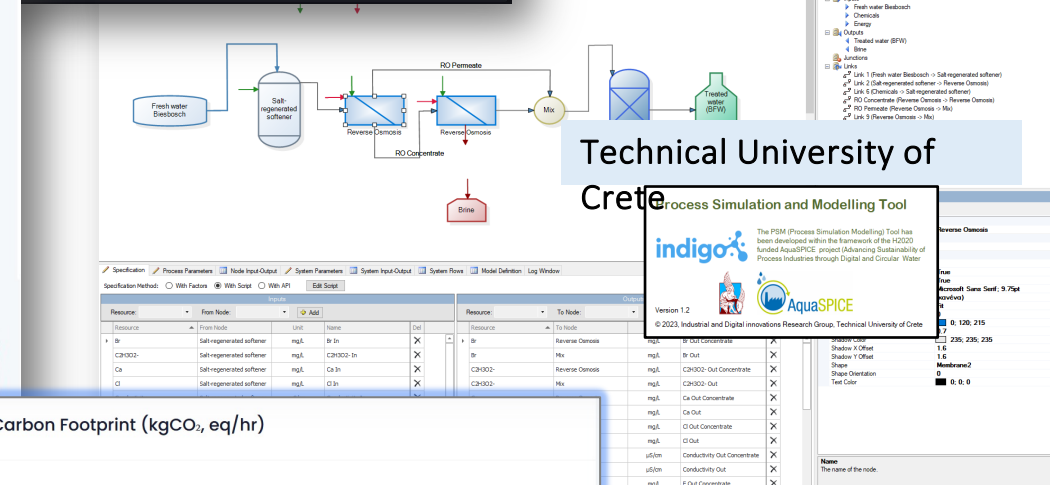 Inputs
Fresh water Biesbosch
Chemicals
Energy
Outputs
Treated water (BFW)
Brine
Junctions
Links
Link 1 (Fresh water Biesbosch -> Salt-regenerated softener)
Link 2 (Salt-regenerated softener -> Reverse Osmosis)
Link 6 (Chemicals -> Salt-regenerated softener)
RO Concentrate (Reverse Osmosis -> Reverse Osmosis)
RO Permeate (Reverse Osmosis -> Mix)
Link 9 (Reverse Osmosis -> Mix)
RO Permeate
Fresh water
Biesbosch
Salt-
regenerated
softener
Reverse Osmosis
Reverse Osmosis
Mix
Treated
water
(BFW)
RO Concentrate
Brine
Technical University of
Crete
Process Simulation and Modelling Tool
indigo
The PSM (Process Simulation Modelling) Tool has
been developed within the framework of the H2020
funded AquaSPICE project (Advancing Sustainability of
Process Industries through Digital and Circular Water
AquaSPICE
Version 1.2
© 2023, Industrial and Digital innovations Research Group, Technical University of Crete
Reverse Osmosis
True
True
Microsoft Sans Serif; 9.75pt
0; 120; 215
0.7
Shadow Color 235; 235; 235
Shadow X Offset 1.6
Shadow Y Offset 1.6
Shape Membrane2
Shape Orientation 0
Text Color 0; 0; 0
Name
The name of the node.
Specification Process Parameters Node Input-Output System Parameters System Input-Output System Rows Model Definition Log Window
Specification Method: With Factors With Script With API Edit Script
Inputs
Resource: From Node: Add
Resource From Node Unit Name Del
Br Salt-regenerated softener mg/L Br In
C2H3O2- Salt-regenerated softener mg/L C2H3O2- In
Ca Salt-regenerated softener mg/L Ca In
Cl Salt-regenerated softener mg/L Cl In
Outputs
Resource: To Node:
Resource To Node
Br Reverse Osmosis mg/L Br Out Concentrate
Br Mix mg/L Br Out
C2H3O2- Reverse Osmosis mg/L C2H3O2- Out Concentrate
C2H3O2- Mix mg/L C2H3O2- Out
mg/L Ca Out Concentrate
mg/L Ca Out
mg/L Cl Out Concentrate
mg/L Cl Out
µS/cm Conductivity Out Concentrate
µS/cm Conductivity Out
mg/L F Out Concentrate
Carbon Footprint (kgCO₂, eq/hr)